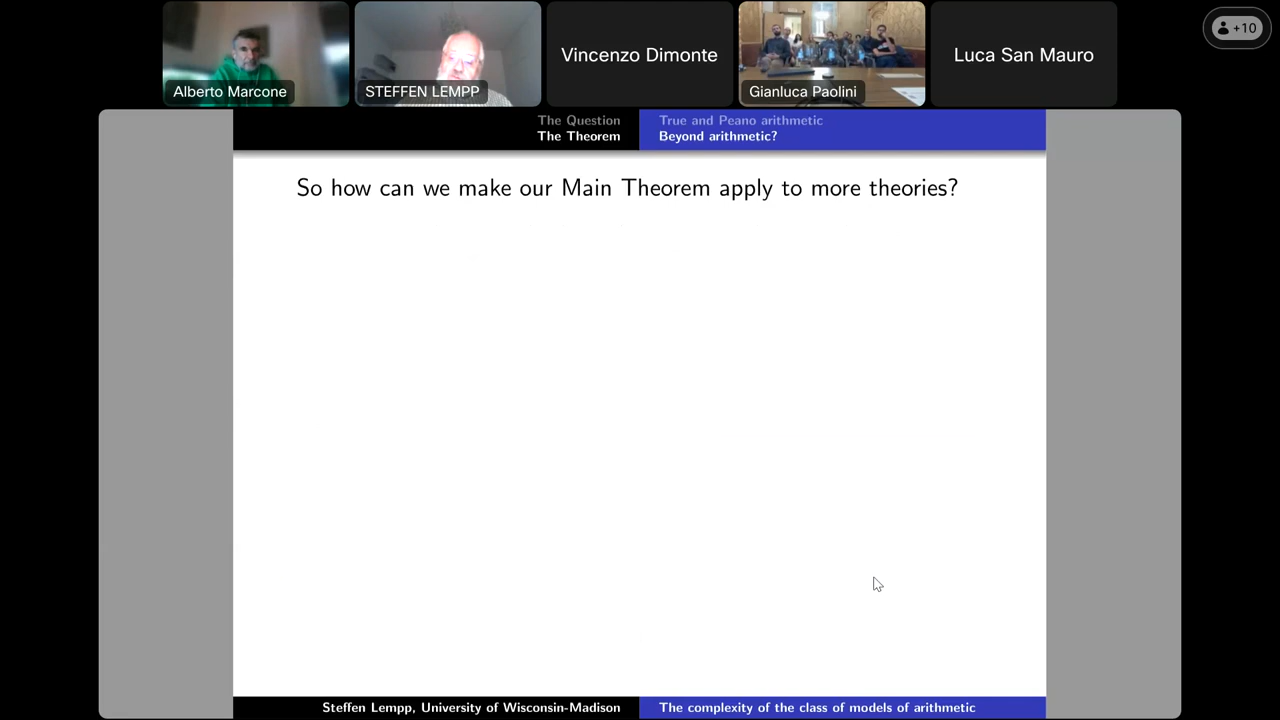 Alberto Marcone
STEFFEN LEMPP
Vincenzo Dimonte
Gianluca Paolini
Luca San Mauro
+10
The Question
The Theorem
True and Peano arithmetic
Beyond arithmetic?
So how can we make our Main Theorem apply to more theories?
Steffen Lempp, University of Wisconsin-Madison
The complexity of the class of models of arithmetic